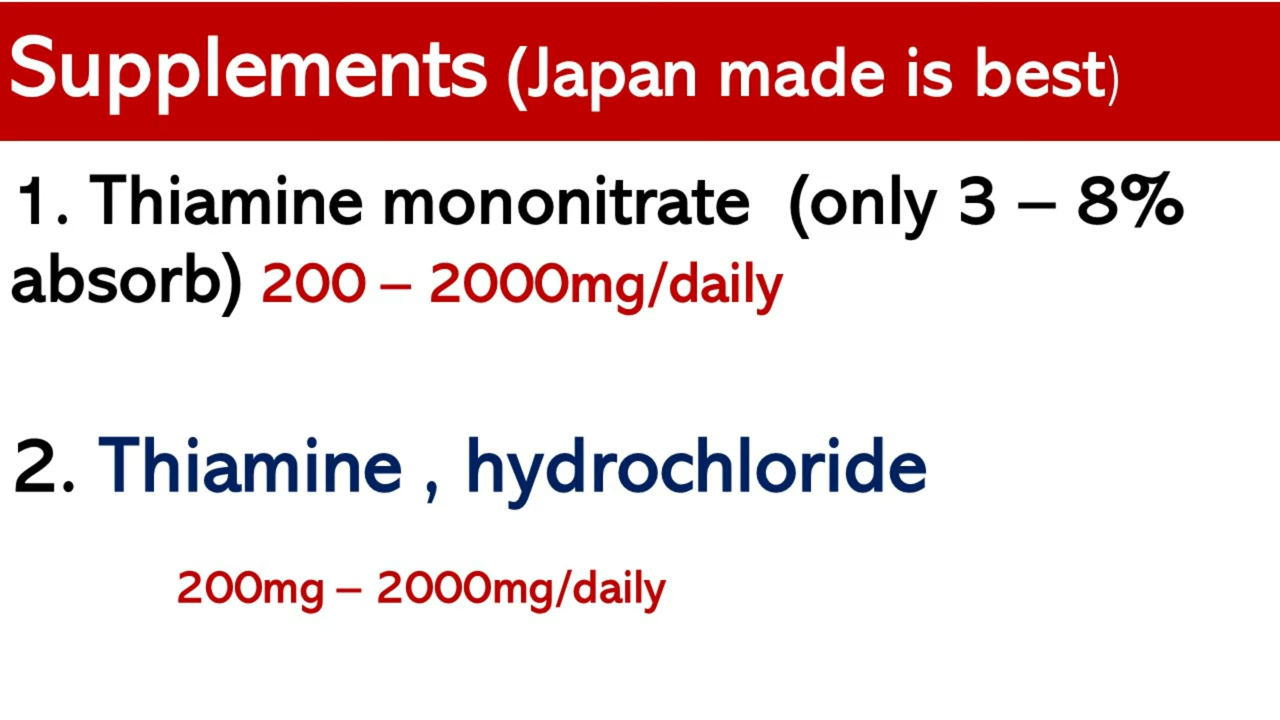 Supplements (Japan made is best)
1. Thiamine mononitrate (only 3 – 8%
absorb) 200 – 2000mg/daily
2. Thiamine , hydrochloride
200mg – 2000mg/daily